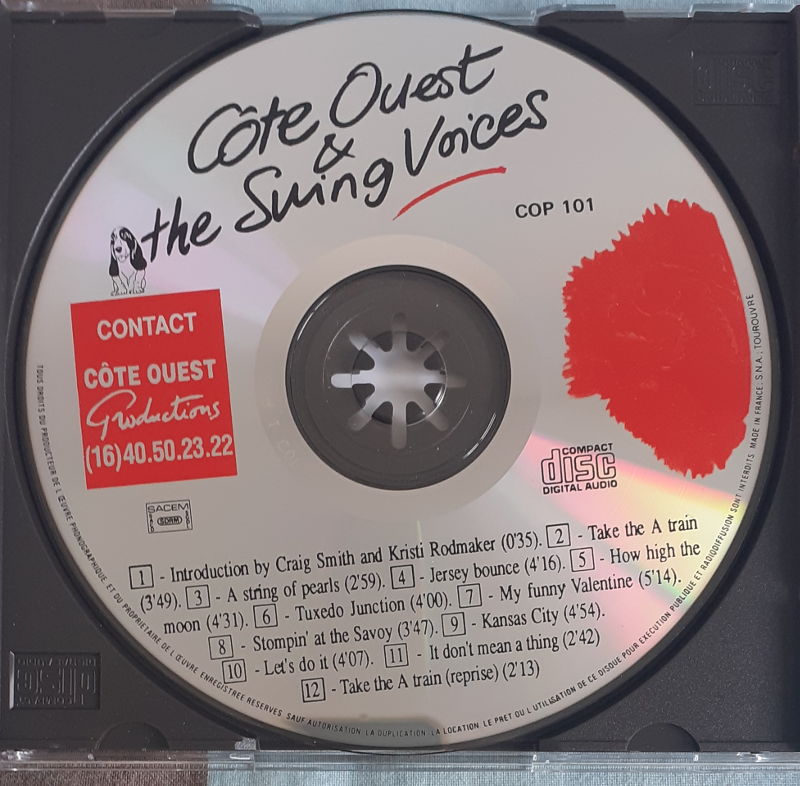 Côte Ouest
&
the Swing Voices
COP 101
CONTACT
CÔTE OUEST
Productions
(16)40.50.23.22
SACEM
SDRM
COMPACT
disc
DIGITAL AUDIO
1 - Introduction by Craig Smith and Kristi Rodmaker (0'35). 2 - Take the A train
(3'49). 3 - A string of pearls (2'59). 4 - Jersey bounce (4'16). 5 - How high the
moon (4'31). 6 - Tuxedo Junction (4'00). 7 - My funny Valentine (5'14).
8 - Stompin' at the Savoy (3'47). 9 - Kansas City (4'54).
10 - Let's do it (4'07). 11 - It don't mean a thing (2'42)
12 - Take the A train (reprise) (2'13)
TOUS DROITS DU PRODUCTEUR DE L'ŒUVRE PHONOGRAPHIQUE ET DU PROPRIETAIRE DE L'ŒUVRE ENREGISTREE RESERVES. SAUF AUTORISATION LA DUPLICATION LA LOCATION LE PRET OU L'UTILISATION DE CE DISQUE POUR EXECUTION PUBLIQUE ET RADIODIFFUSION SONT INTERDITS. MADE IN FRANCE: S.N.A.; TOUROUVRE
disc
disc